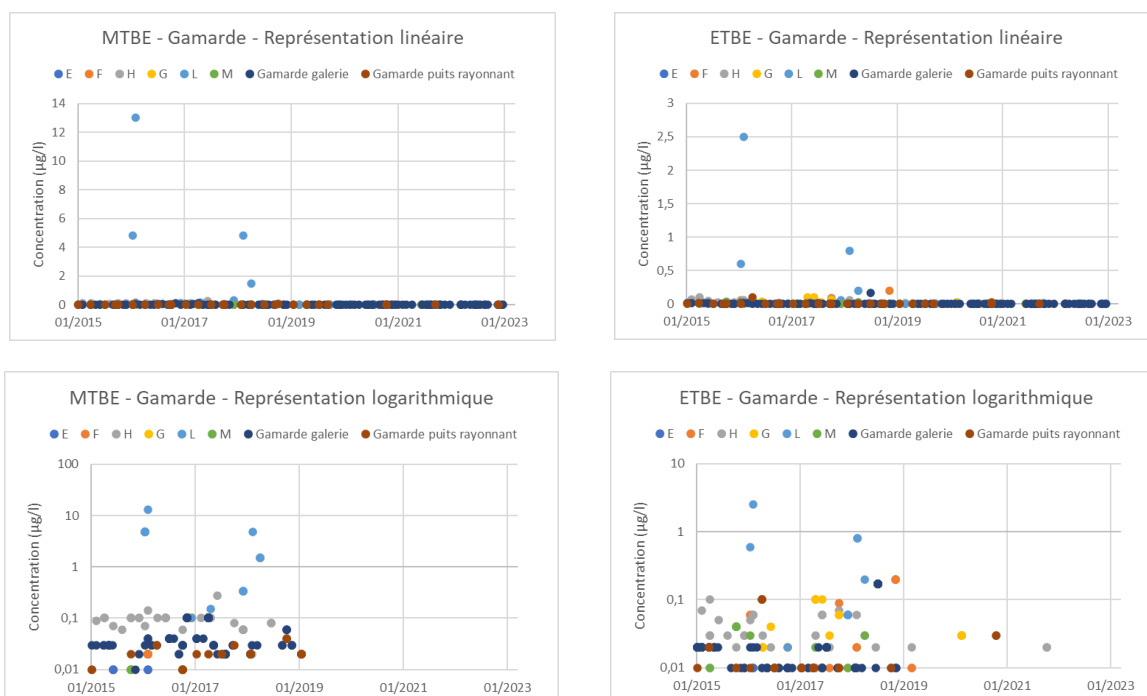 MTBE - Gamarde - Représentation linéaire
E F H G L M Gamarde galerie Gamarde puits rayonnant
Concentration (µg/l)
14
12
10
8
6
4
2
0
01/2015 01/2017 01/2019 01/2021 01/2023
ETBE - Gamarde - Représentation linéaire
E F H G L M Gamarde galerie Gamarde puits rayonnant
Concentration (µg/l)
3
2,5
2
1,5
1
0,5
0
01/2015 01/2017 01/2019 01/2021 01/2023
MTBE - Gamarde - Représentation logarithmique
E F H G L M Gamarde galerie Gamarde puits rayonnant
Concentration (µg/l)
100
10
1
0,1
0,01
01/2015 01/2017 01/2019 01/2021 01/2023
ETBE - Gamarde - Représentation logarithmique
E F H G L M Gamarde galerie Gamarde puits rayonnant
Concentration (µg/l)
10
1
0,1
0,01
01/2015 01/2017 01/2019 01/2021 01/2023